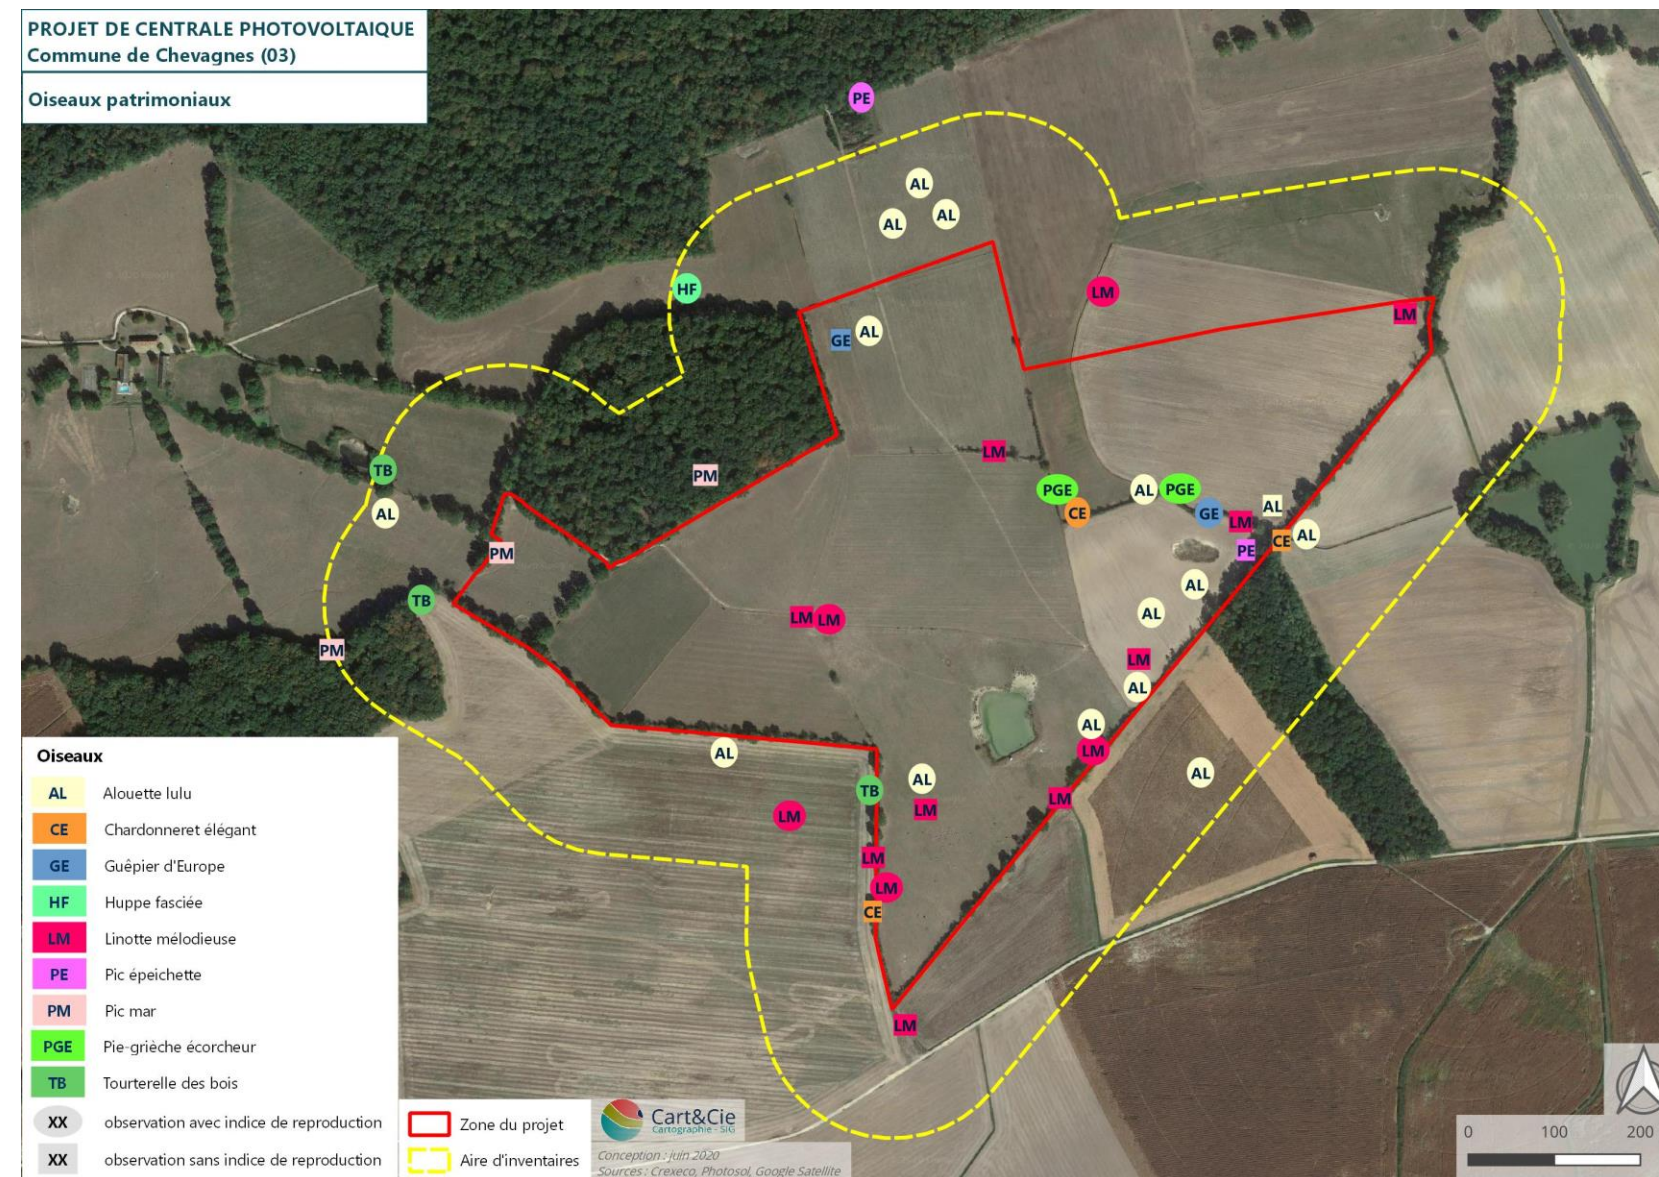 PROJET DE CENTRALE PHOTOVOLTAIQUE
Commune de Chevagnes (03)
Oiseaux patrimoniaux
PE
AL
AL
AL
HF
LM
LM
GE
AL
LM
TB
PM
PGE
AL
PGE
AL
CE
GE
LM
AL
CE
AL
PM
PE
AL
TB
AL
LM
LM
PM
LM
AL
AL
LM
AL
AL
AL
TB
LM
LM
LM
LM
LM
CE
LM
Oiseaux
AL Alouette lulu
CE Chardonneret élégant
GE Guêpier d'Europe
HF Huppe fasciée
LM Linotte mélodieuse
PE Pic épeichette
PM Pic mar
PGE Pie-grièche écorcheur
TB Tourterelle des bois
XX observation avec indice de reproduction
XX observation sans indice de reproduction
Zone du projet
Aire d'inventaires
Cart&Cie
Cartographie - SIG
Conception : juin 2020
Sources : Crexeco, Photosol, Google Satellite
0 100 200